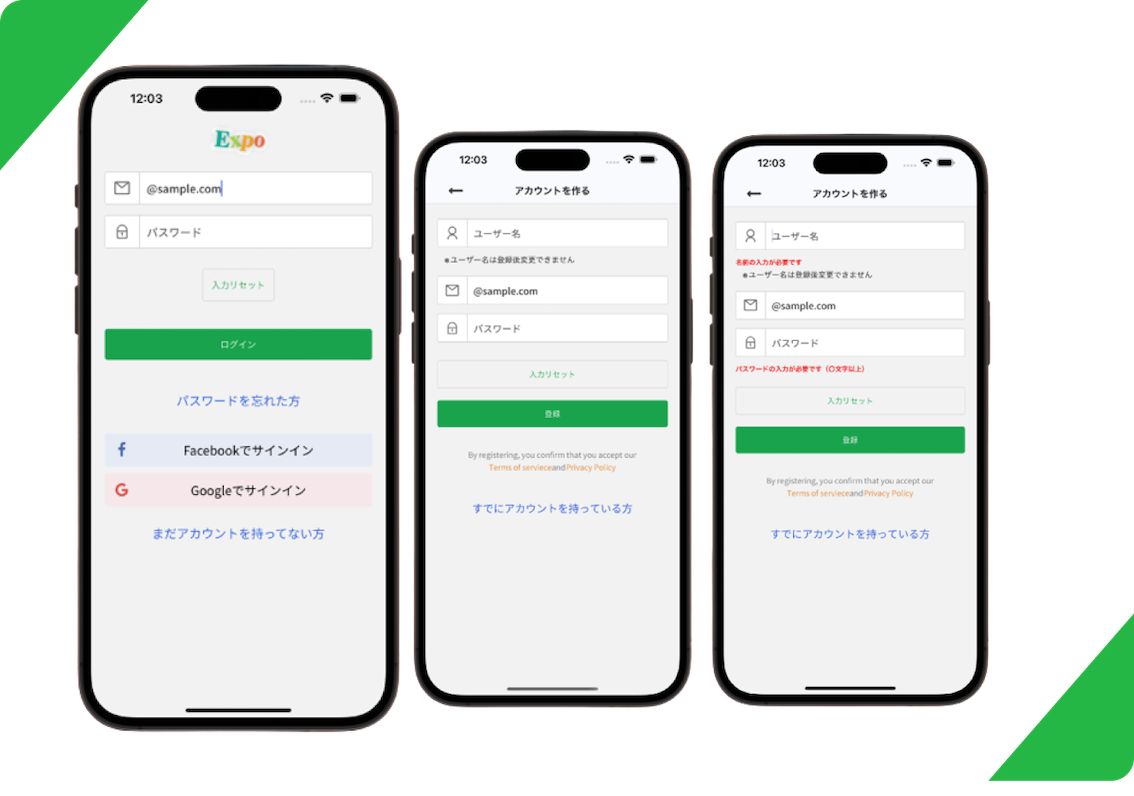 12:03
Expo
@sample.com
パスワード
入力リセット
ログイン
パスワードを忘れた方
Facebookでサインイン
Googleでサインイン
まだアカウントを持ってない方
12:03
アカウントを作る
ユーザー名
※ユーザー名は登録後変更できません
@sample.com
パスワード
入力リセット
登録
By registering, you confirm that you accept our
Terms of servieceandPrivacy Policy
すでにアカウントを持っている方
12:03
アカウントを作る
ユーザー名
名前の入力が必要です
※ユーザー名は登録後変更できません
@sample.com
パスワード
パスワードの入力が必要です（〇文字以上）
入力リセット
登録
By registering, you confirm that you accept our
Terms of servieceandPrivacy Policy
すでにアカウントを持っている方